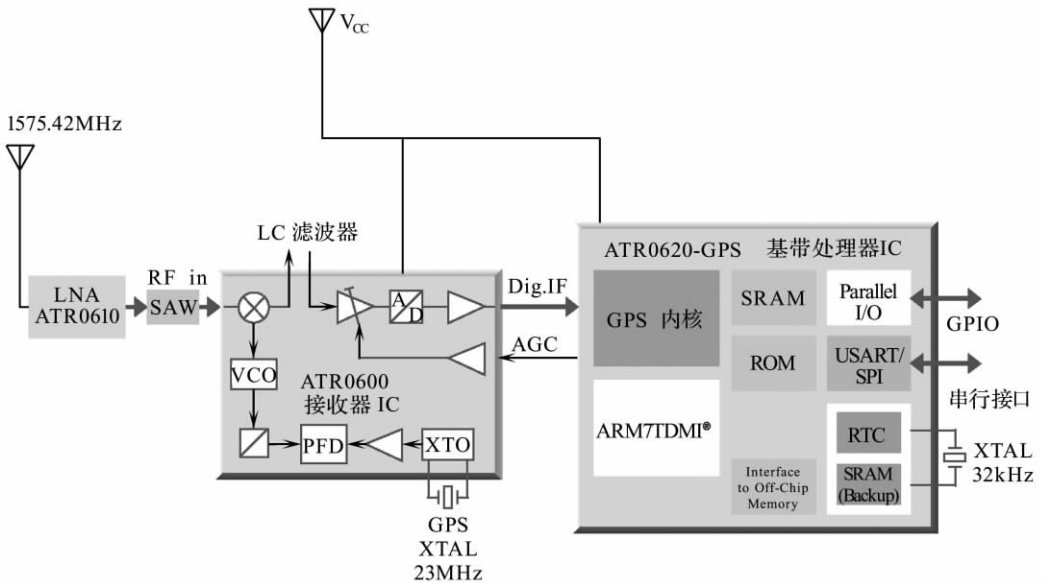 V_CC
1575.42MHz
LC 滤波器
RF in
LNA
ATR0610
SAW
A
D
VCO
ATR0600
接收器 IC
PFD
XTO
GPS
XTAL
23MHz
Dig.IF
AGC
ATR0620-GPS 基带处理器IC
GPS 内核
SRAM
Parallel
I/O
GPIO
ROM
USART/
SPI
串行接口
ARM7TDMI®
RTC
SRAM
(Backup)
Interface
to Off-Chip
Memory
XTAL
32kHz